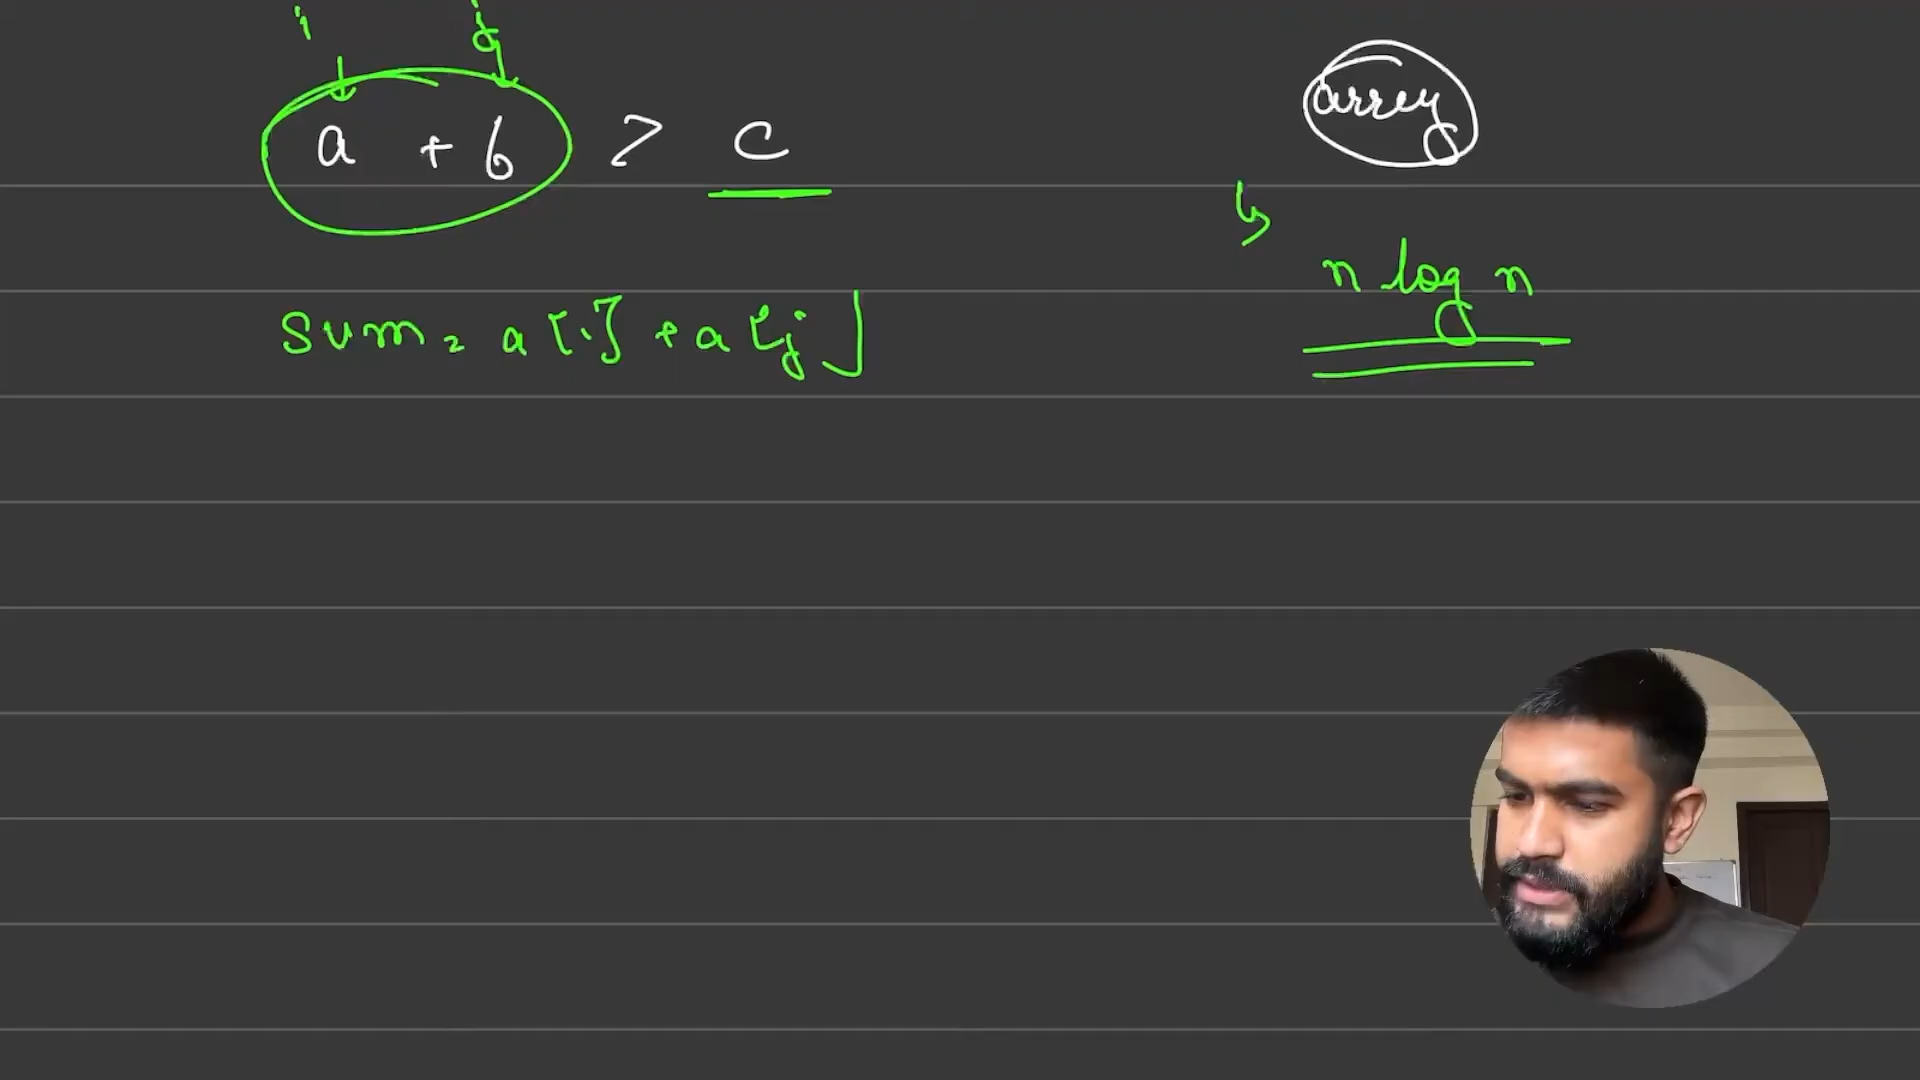 i j
a + b > c
array
n log n
sum = a[i] + a[j]